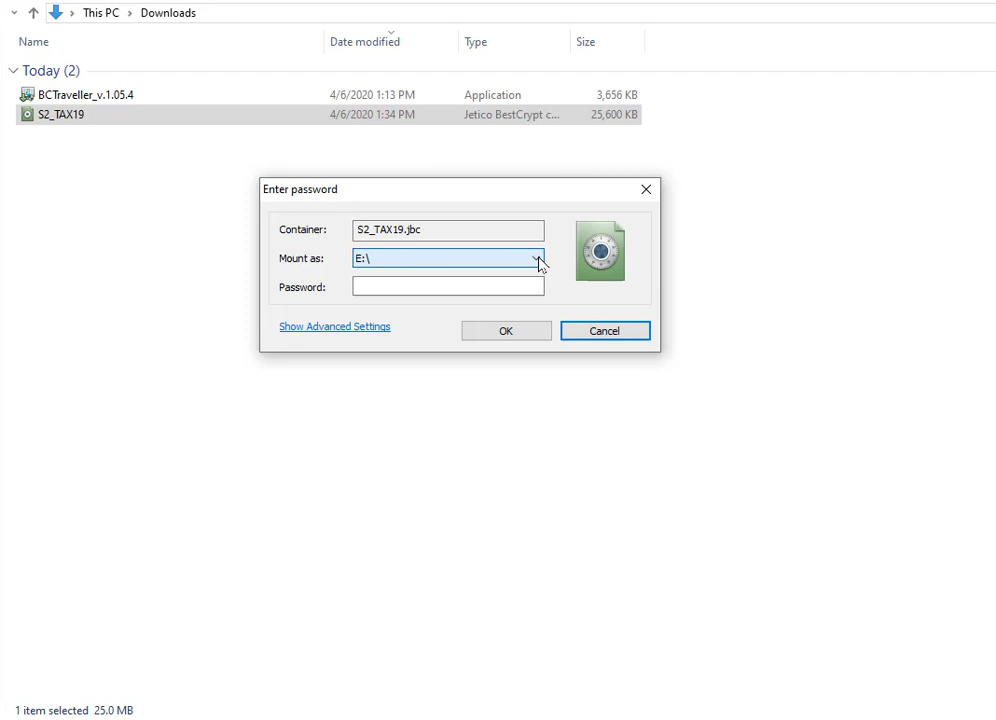 This PC > Downloads
Name Date modified Type Size
Today (2)
BCTraveller_v.1.05.4 4/6/2020 1:13 PM Application 3,656 KB
S2_TAX19 4/6/2020 1:34 PM Jetico BestCrypt c... 25,600 KB
Enter password
Container: S2_TAX19.jbc
Mount as: E:\
Password:
Show Advanced Settings OK Cancel
1 item selected 25.0 MB